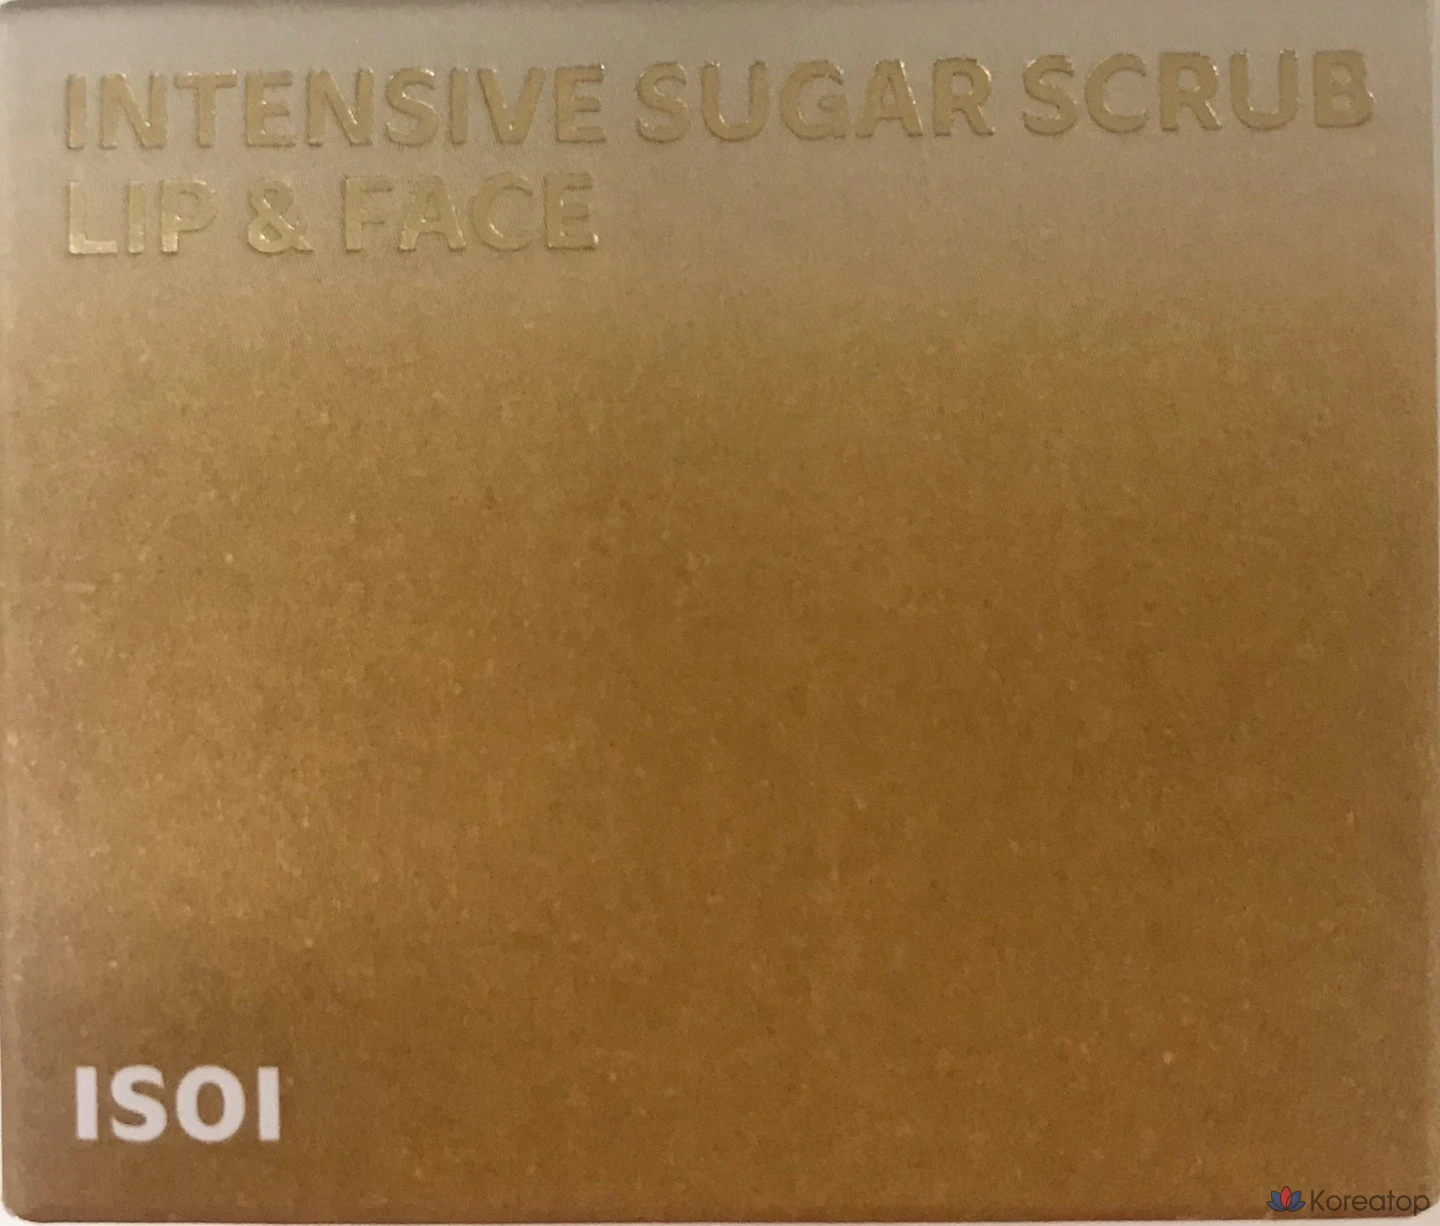 INTENSIVE SUGAR SCRUB
LIP & FACE
ISOI
Koreatop